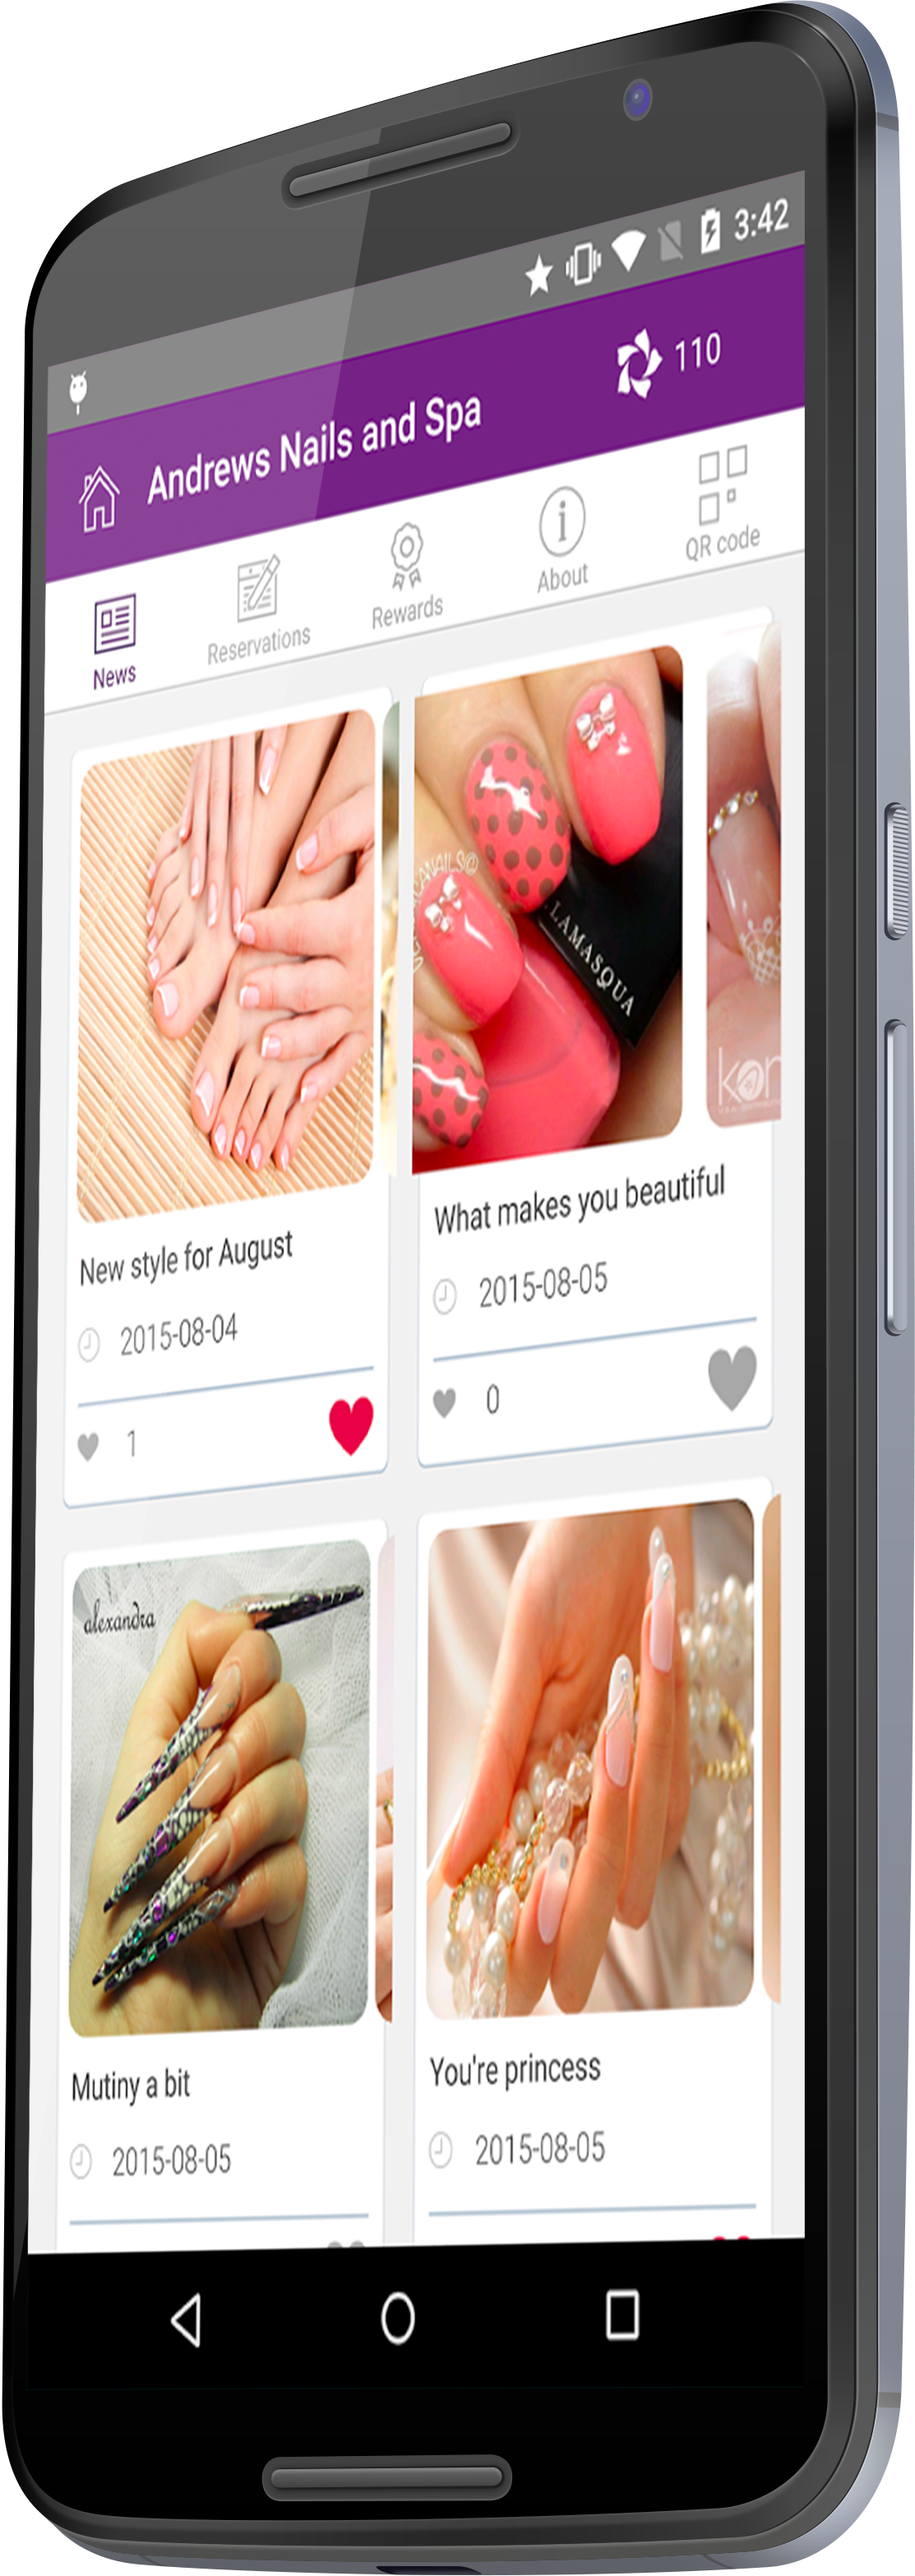 3:42
Andrews Nails and Spa
110
News
Reservations
Rewards
About
QR code
LAMASQUA
kor
New style for August
2015-08-04
1
What makes you beautiful
2015-08-05
0
alexandra
Mutiny a bit
2015-08-05
You're princess
2015-08-05